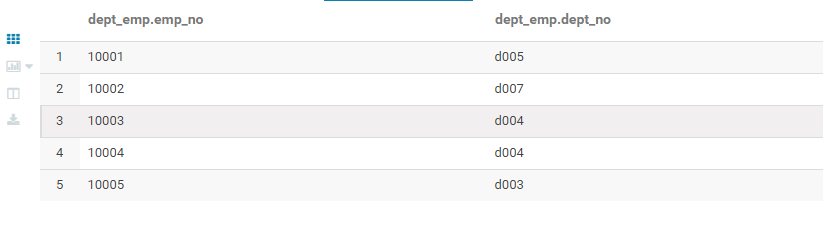 dept_emp.emp_no dept_emp.dept_no
1 10001 d005
2 10002 d007
3 10003 d004
4 10004 d004
5 10005 d003